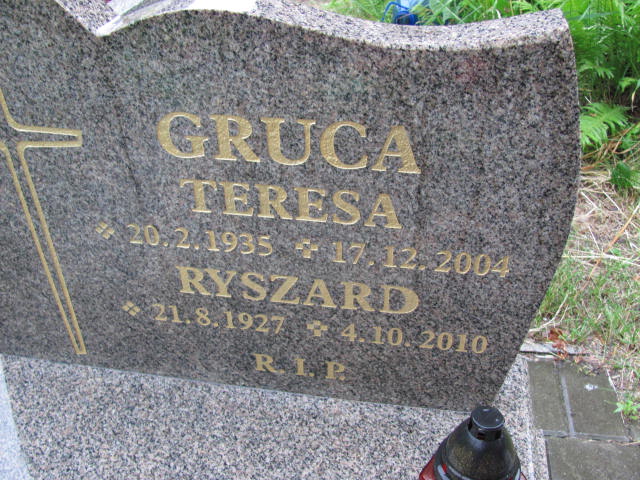 GRUCA
TERESA
20.2.1935 17.12.2004
RYSZARD
21.8.1927 4.10.2010
R.I.P.